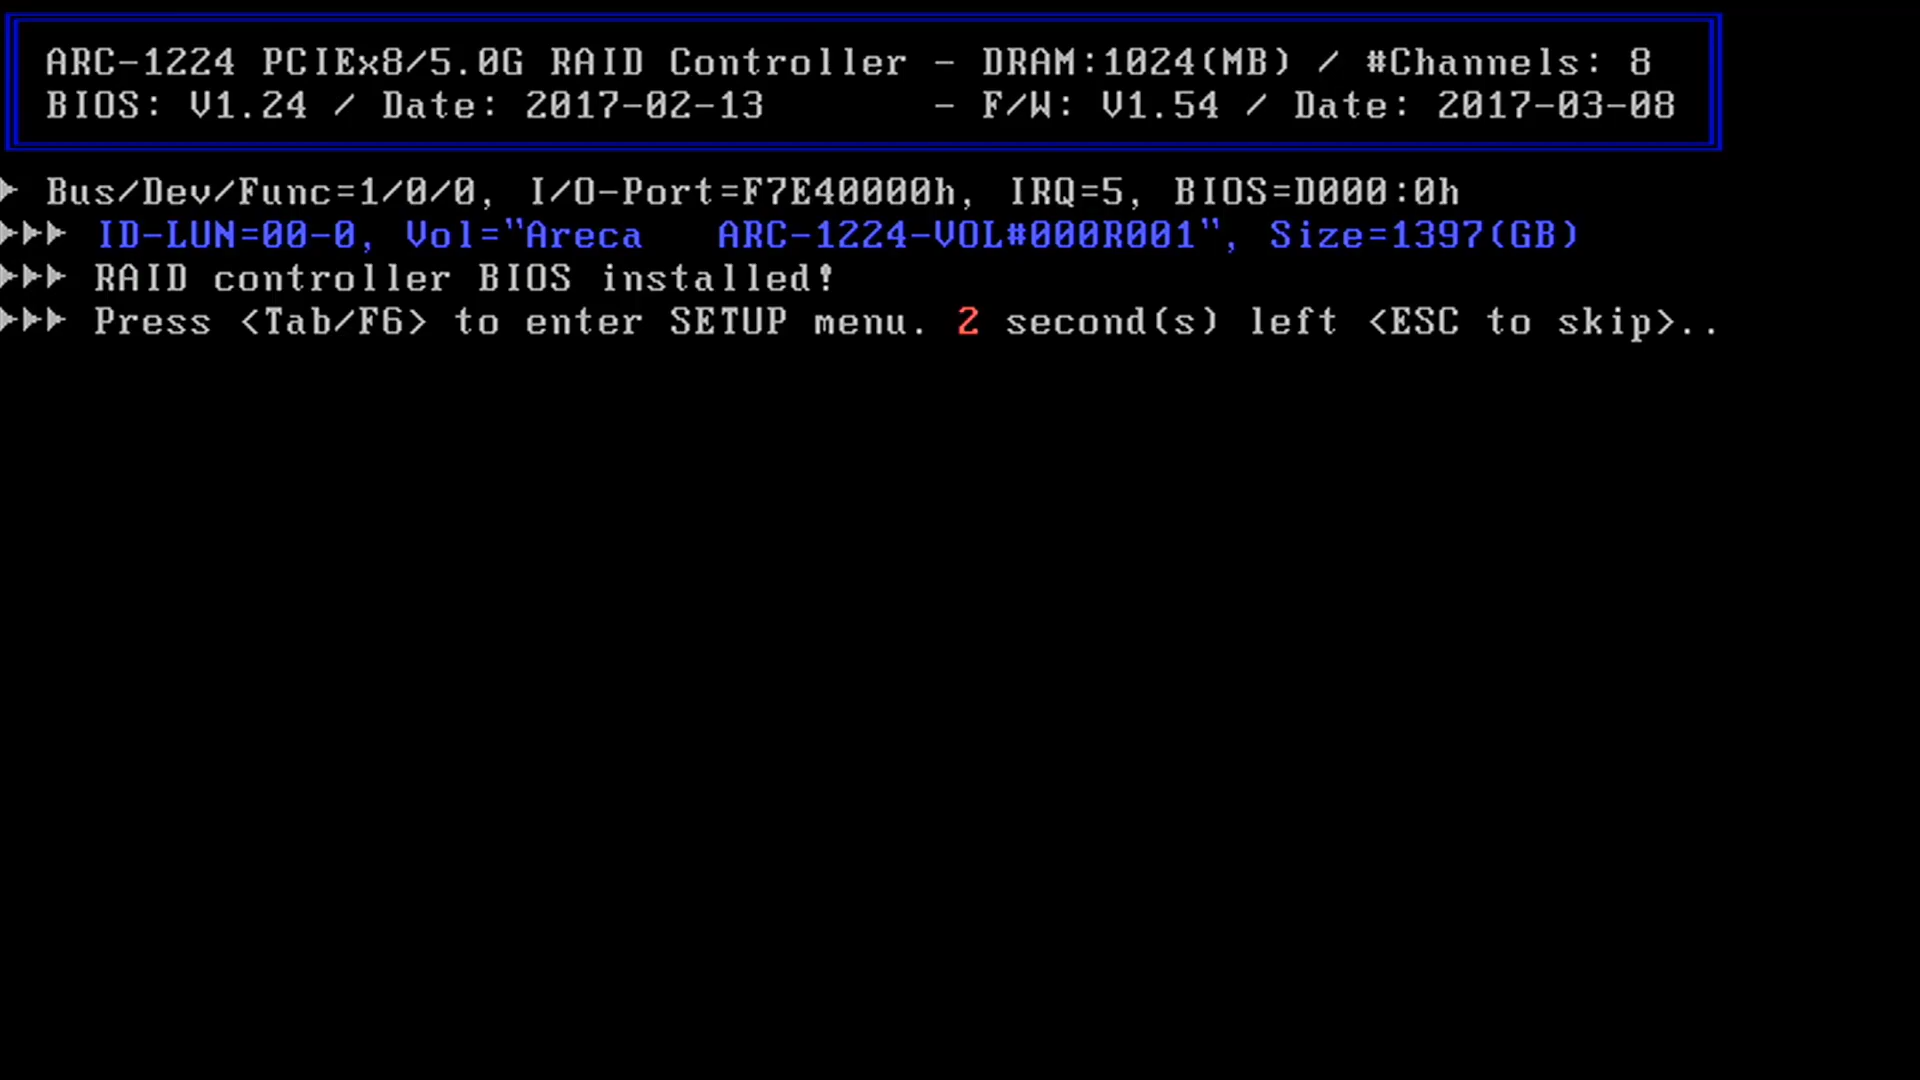 ARC-1224 PCIEx8/5.0G RAID Controller - DRAM:1024(MB) / #Channels: 8
BIOS: V1.24 / Date: 2017-02-13 - F/W: V1.54 / Date: 2017-03-08
Bus/Dev/Func=1/0/0, I/O-Port=F7E40000h, IRQ=5, BIOS=D000:0h
ID-LUN=00-0, Vol="Areca ARC-1224-VOL#000R001", Size=1397(GB)
RAID controller BIOS installed!
Press <Tab/F6> to enter SETUP menu. 2 second(s) left <ESC to skip>..